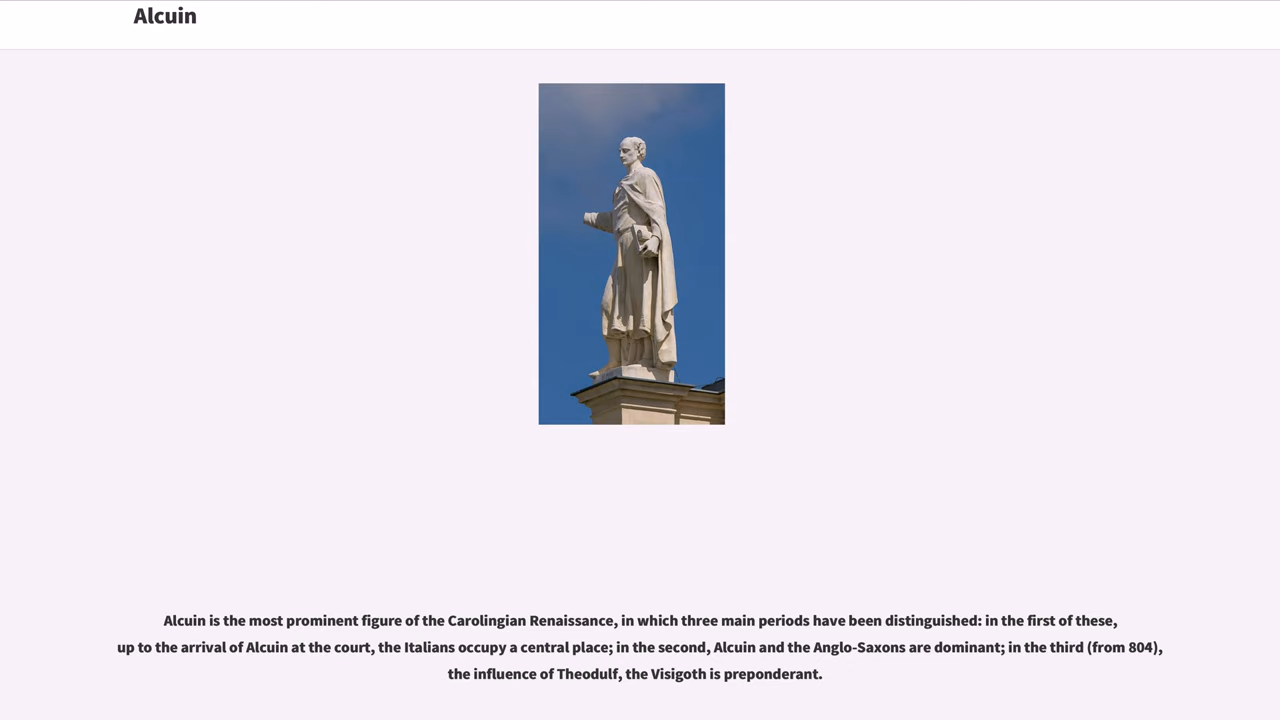 Alcuin
Alcuin is the most prominent figure of the Carolingian Renaissance, in which three main periods have been distinguished: in the first of these,
up to the arrival of Alcuin at the court, the Italians occupy a central place; in the second, Alcuin and the Anglo-Saxons are dominant; in the third (from 804),
the influence of Theodulf, the Visigoth is preponderant.